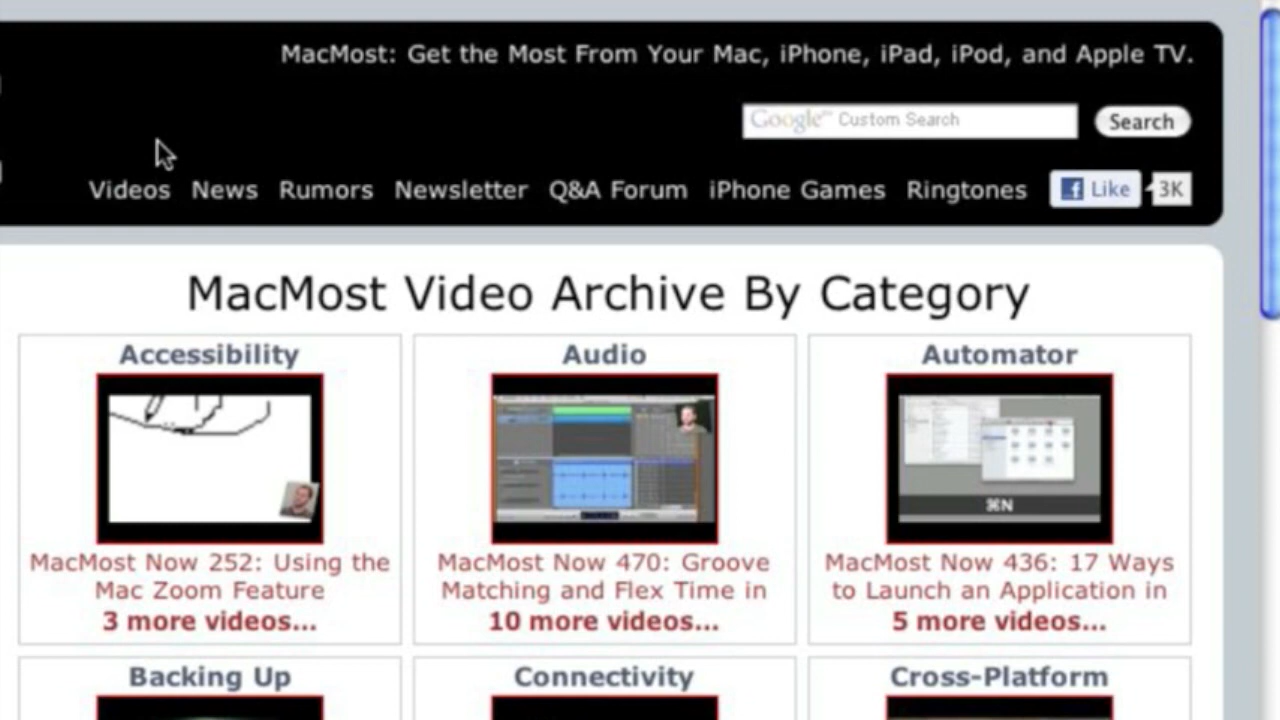 MacMost: Get the Most From Your Mac, iPhone, iPad, iPod, and Apple TV.
Google™ Custom Search
Search
Videos News Rumors Newsletter Q&A Forum iPhone Games Ringtones Like 3K
MacMost Video Archive By Category
Accessibility
MacMost Now 252: Using the
Mac Zoom Feature
3 more videos...
Audio
MacMost Now 470: Groove
Matching and Flex Time in
10 more videos...
Automator
⌘N
MacMost Now 436: 17 Ways
to Launch an Application in
5 more videos...
Backing Up
Connectivity
Cross-Platform